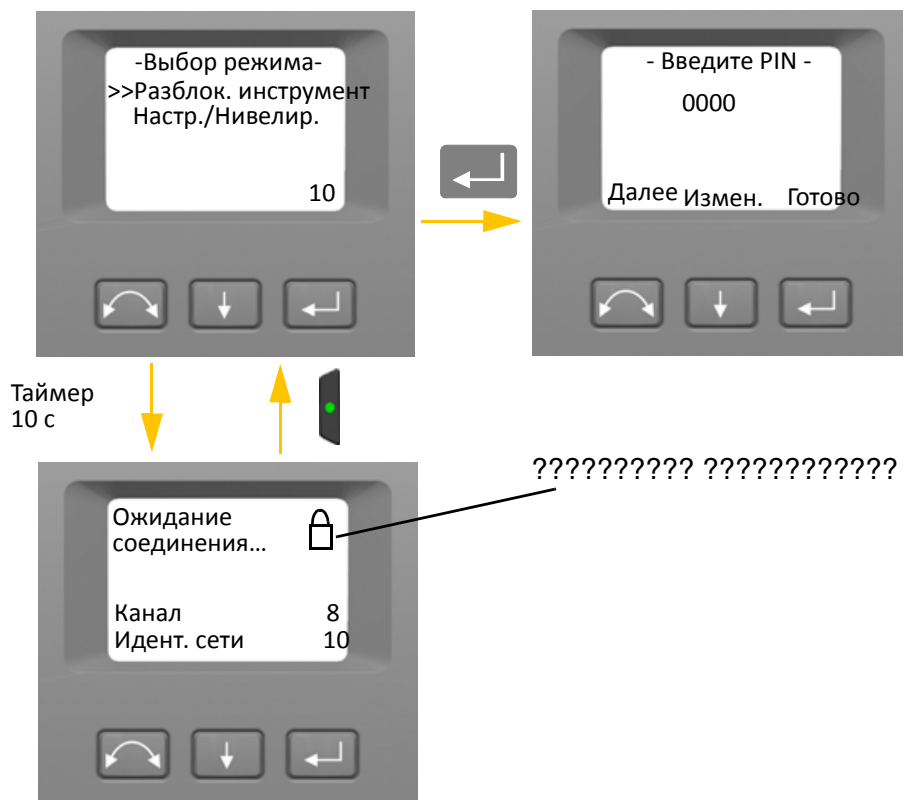 -Выбор режима-
>>Разблок. инструмент
Настр./Нивелир.
10
- Введите PIN -
0000
Далее Измен. Готово
Таймер
10 с
?????????? ????????????
Ожидание
соединения...
Канал 8
Идент. сети 10